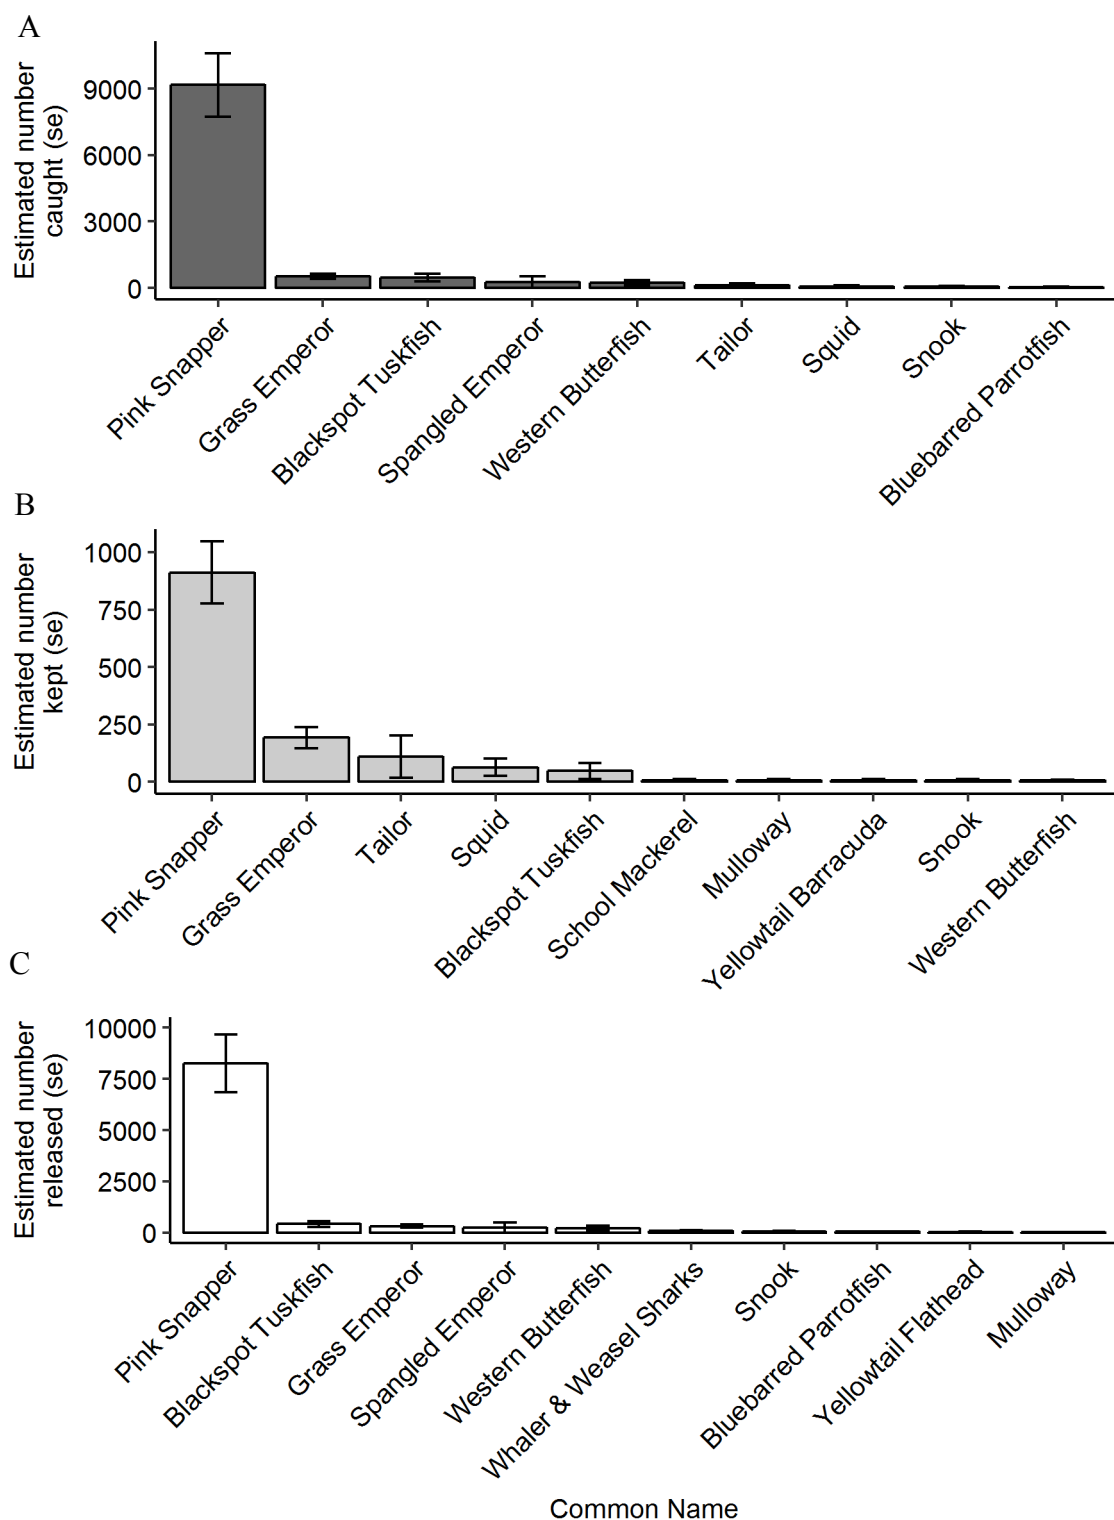 A
Estimated number
caught (se)
9000
6000
3000
0
Pink Snapper
Grass Emperor
Blackspot Tuskfish
Spangled Emperor
Western Butterfish
Tailor
Squid
Snook
Bluebarred Parrotfish
B
Estimated number
kept (se)
1000
750
500
250
0
Pink Snapper
Grass Emperor
Tailor
Squid
Blackspot Tuskfish
School Mackerel
Mulloway
Yellowtail Barracuda
Snook
Western Butterfish
C
Estimated number
released (se)
10000
7500
5000
2500
0
Pink Snapper
Blackspot Tuskfish
Grass Emperor
Spangled Emperor
Western Butterfish
Whaler & Weasel Sharks
Snook
Bluebarred Parrotfish
Yellowtail Flathead
Mulloway
Common Name